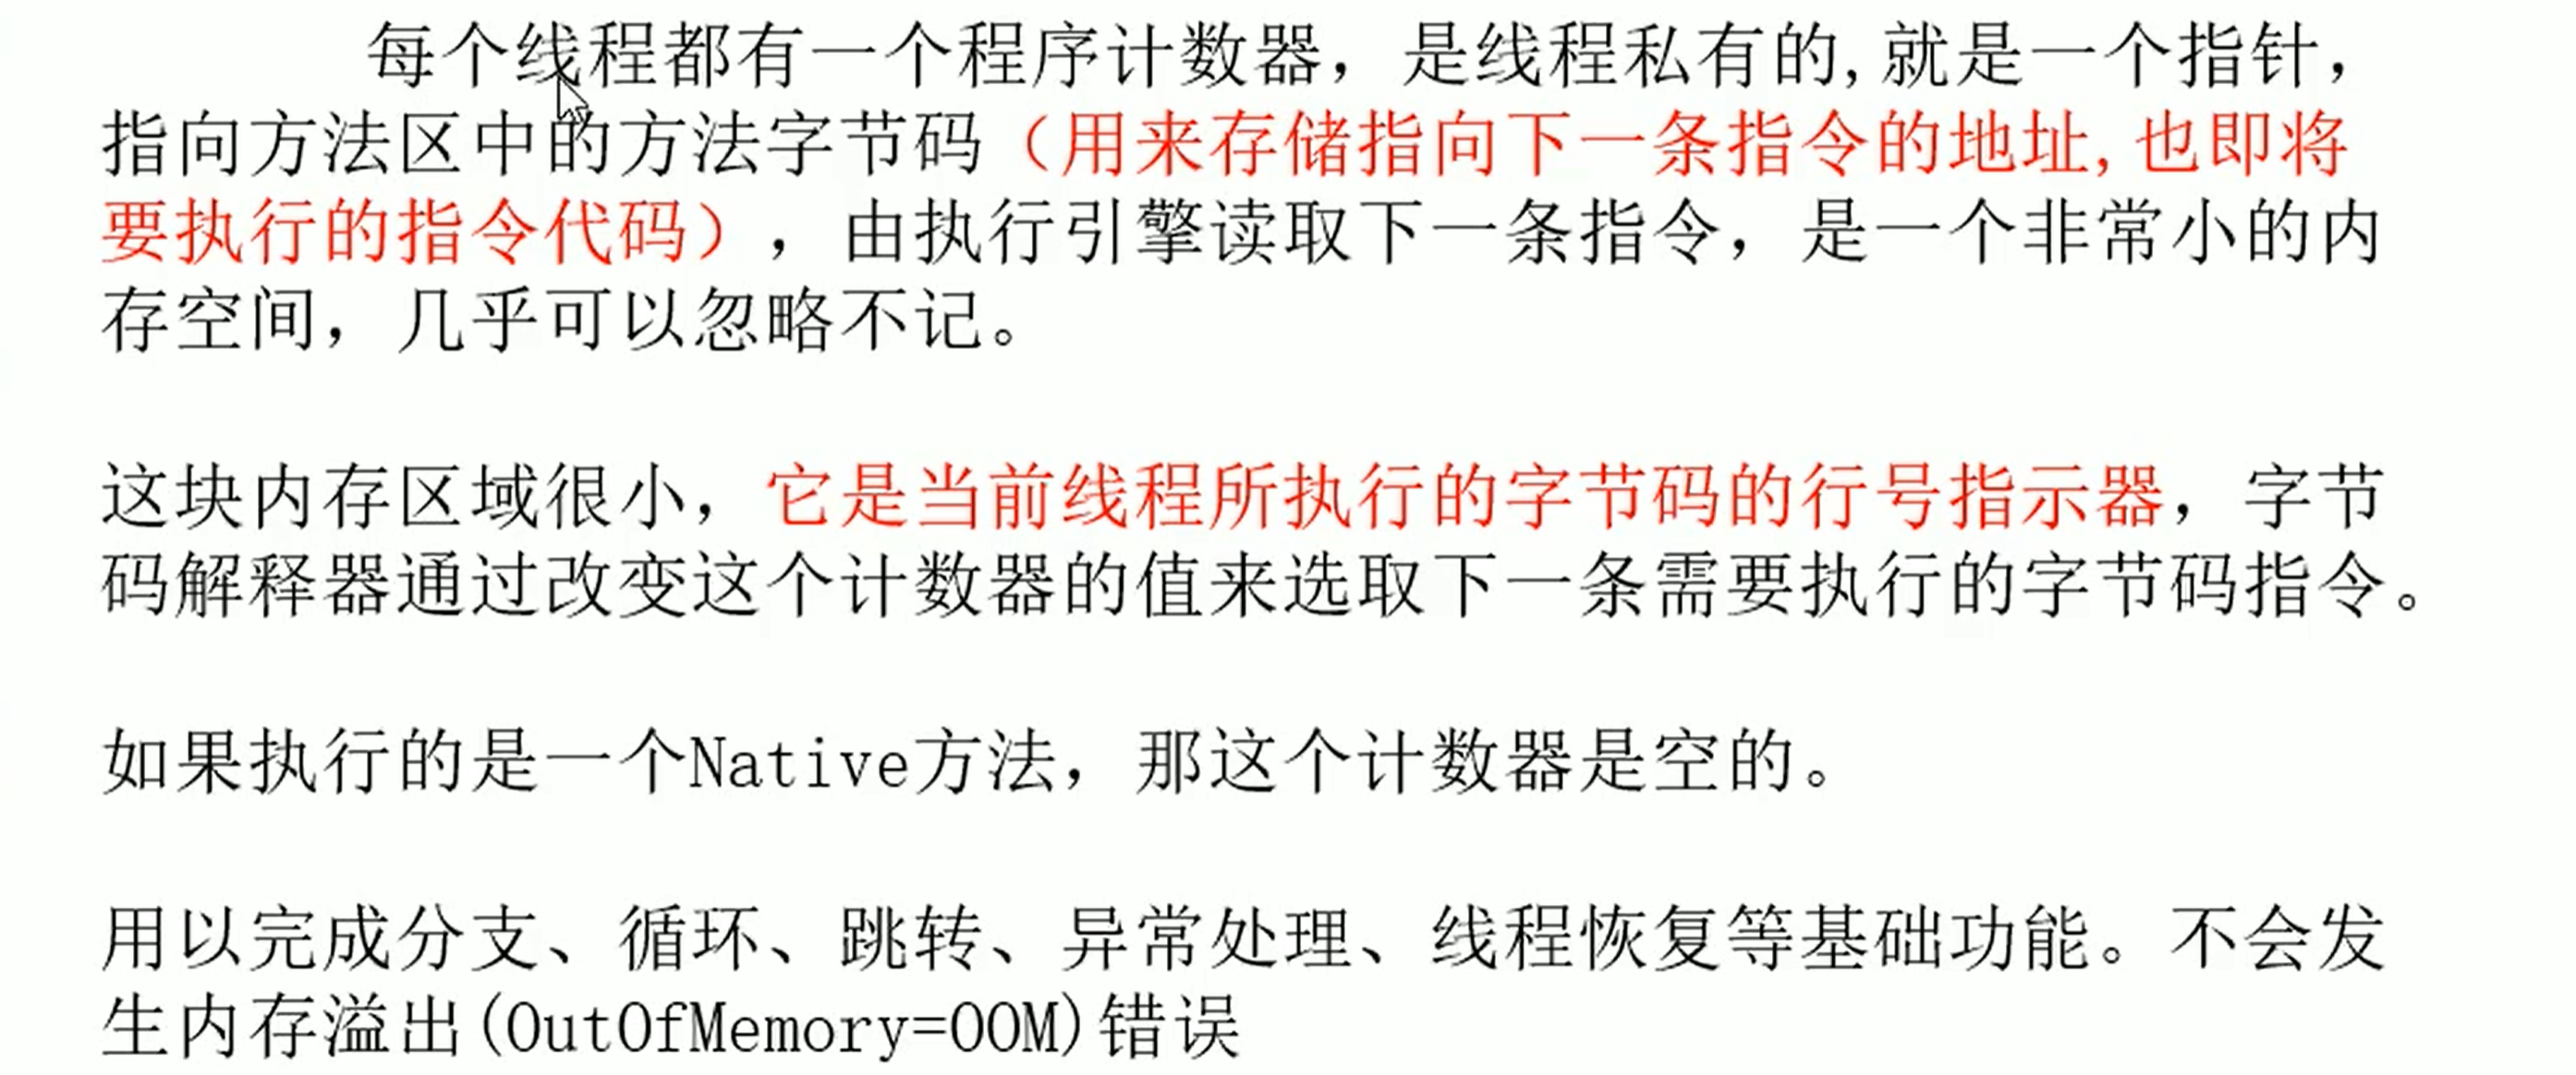 每个线程都有一个程序计数器，是线程私有的,就是一个指针，
指向方法区中的方法字节码（用来存储指向下一条指令的地址,也即将
要执行的指令代码），由执行引擎读取下一条指令，是一个非常小的内
存空间，几乎可以忽略不记。
这块内存区域很小，它是当前线程所执行的字节码的行号指示器，字节
码解释器通过改变这个计数器的值来选取下一条需要执行的字节码指令。
如果执行的是一个Native方法，那这个计数器是空的。
用以完成分支、循环、跳转、异常处理、线程恢复等基础功能。不会发
生内存溢出(OutOfMemory=OOM)错误